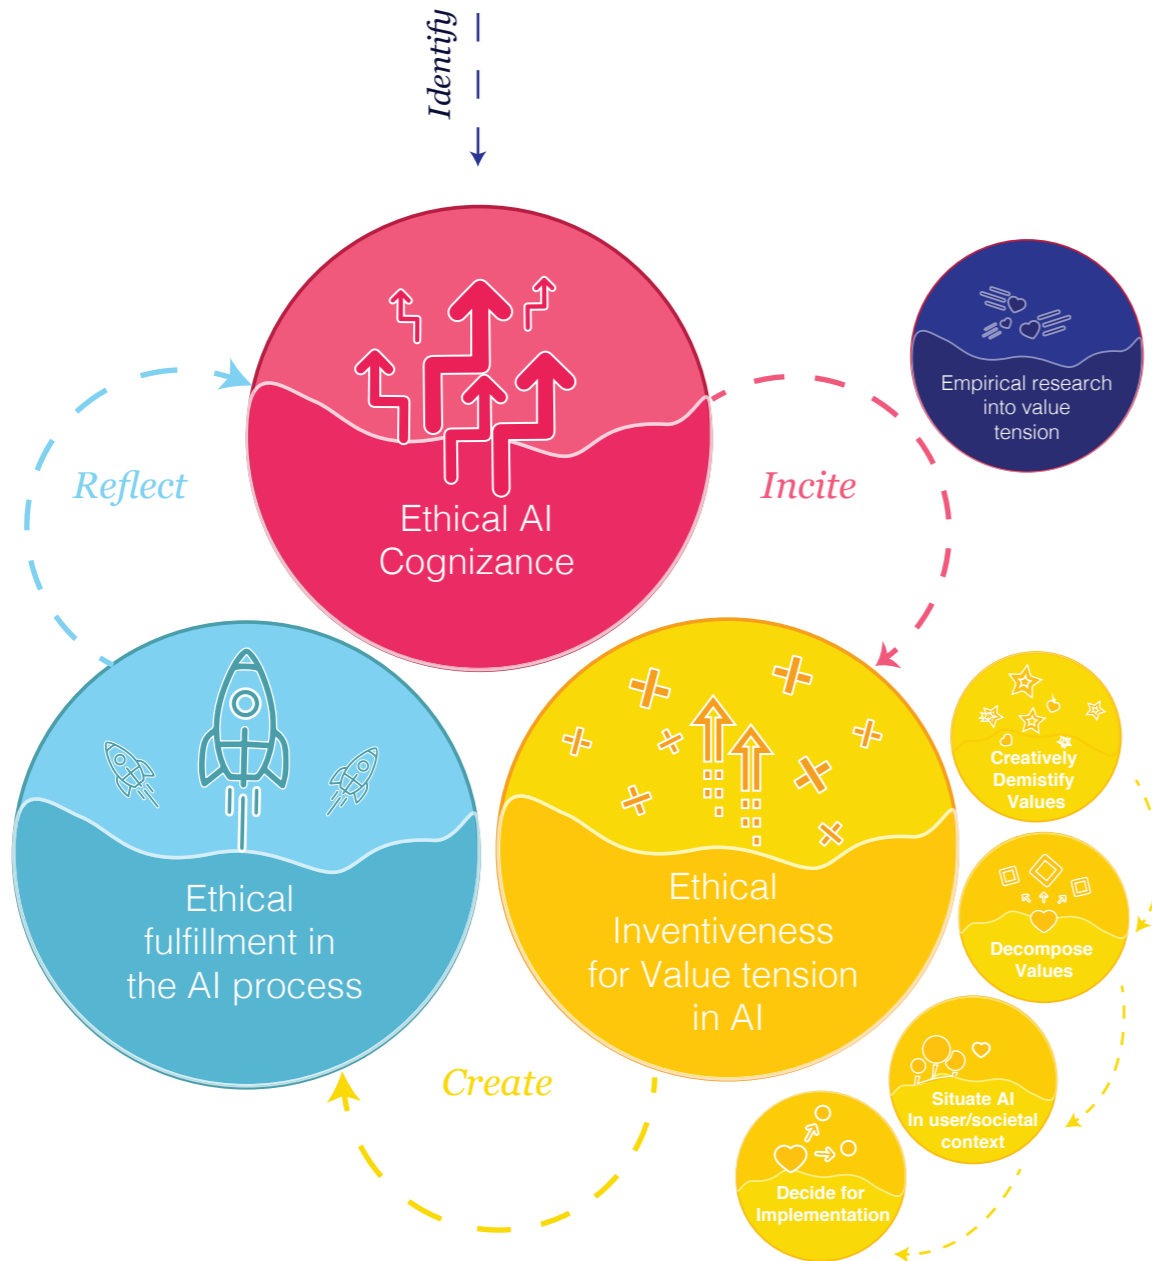 Identify
Empirical research
into value
tension
Reflect
Incite
Ethical AI
Cognizance
Creatively
Demistify
Values
Ethical
fulfillment in
the AI process
Ethical
Inventiveness
for Value tension
in AI
Decompose
Values
Create
Situate AI
In user/societal
context
Decide for
Implementation